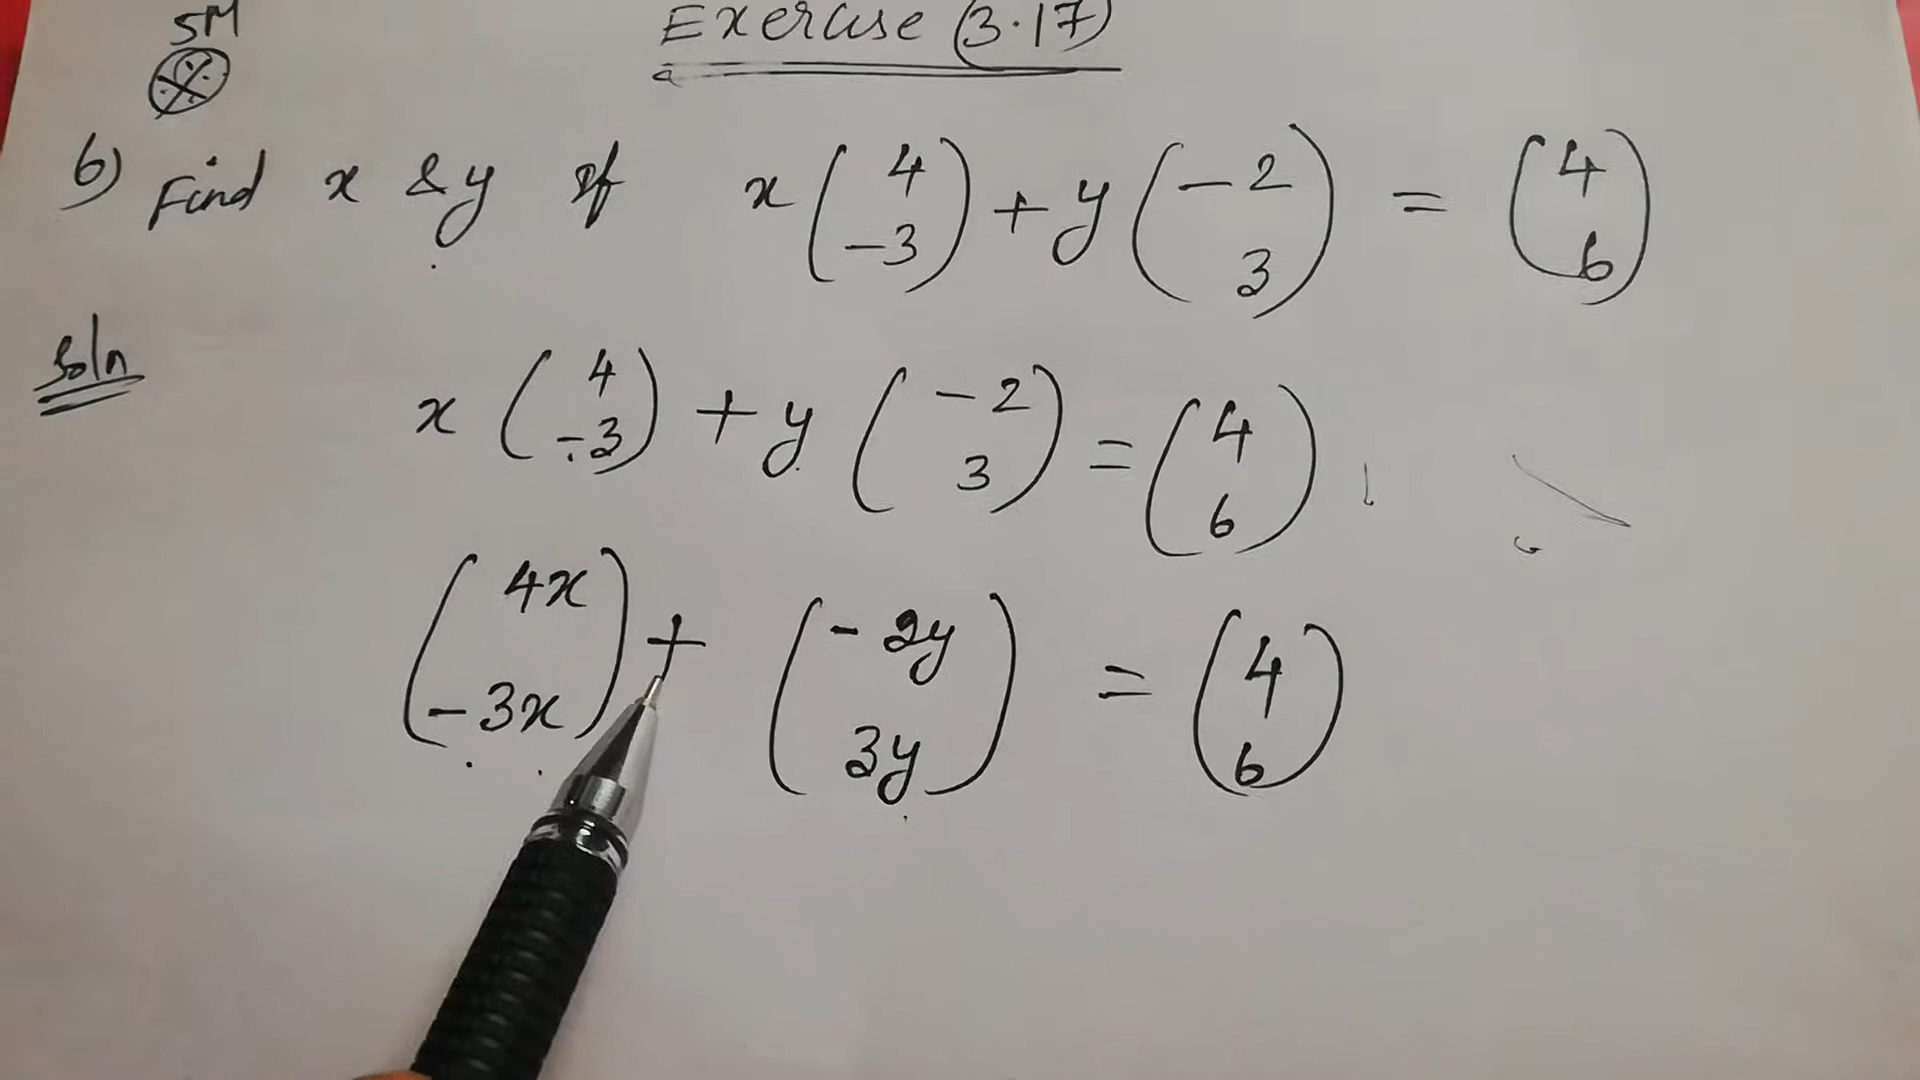 5M
Exercise (3.17)
6) Find x & y if x ( 4 -3 ) + y ( -2 3 ) = ( 4 6 )
Soln
x ( 4 -3 ) + y ( -2 3 ) = ( 4 6 )
( 4x -3x ) + ( -2y 3y ) = ( 4 6 )